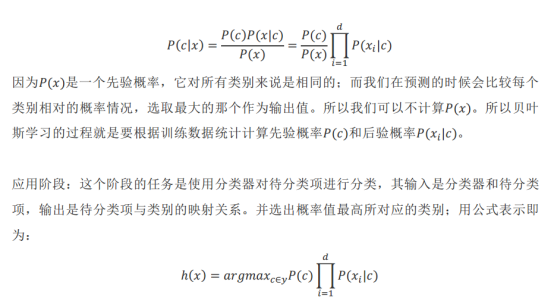 P(c|x) = P(c)P(x|c) / P(x) = P(c) / P(x) ∏_{i=1}^{d} P(x_i|c)
因为P(x)是一个先验概率，它对所有类别来说是相同的；而我们在预测的时候会比较每个
类别相对的概率情况，选取最大的那个作为输出值。所以我们可以不计算P(x)。所以贝叶
斯学习的过程就是要根据训练数据统计计算先验概率P(c)和后验概率P(x_i|c)。
应用阶段：这个阶段的任务是使用分类器对待分类项进行分类，其输入是分类器和待分类
项，输出是待分类项与类别的映射关系。并选出概率值最高所对应的类别；用公式表示即
为：
h(x) = argmax_{c∈y} P(c) ∏_{i=1}^{d} P(x_i|c)